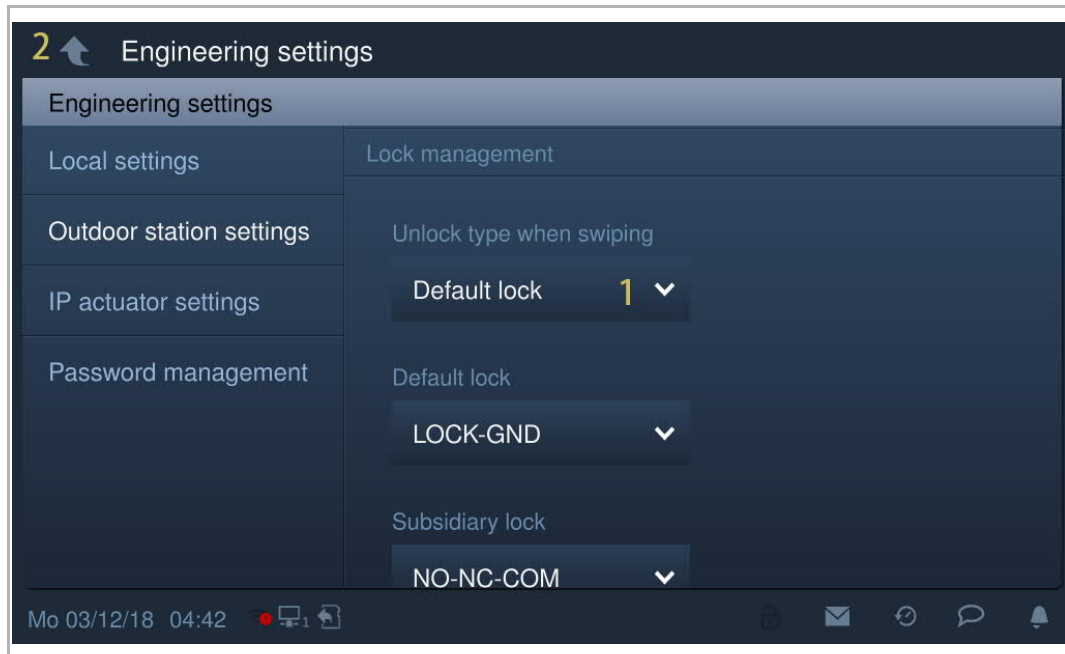 2 Engineering settings
Engineering settings
Local settings
Outdoor station settings
IP actuator settings
Password management
Lock management
Unlock type when swiping
Default lock 1
Default lock
LOCK-GND
Subsidiary lock
NO-NC-COM
Mo 03/12/18 04:42 1